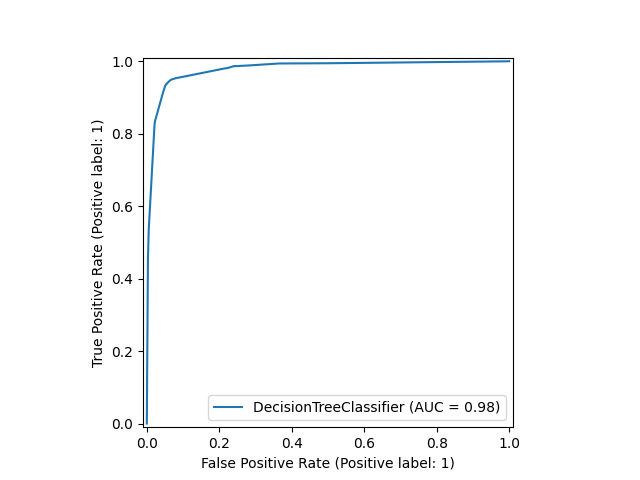 1.0
0.8
0.6
0.4
0.2
0.0
True Positive Rate (Positive label: 1)
DecisionTreeClassifier (AUC = 0.98)
0.0 0.2 0.4 0.6 0.8 1.0
False Positive Rate (Positive label: 1)